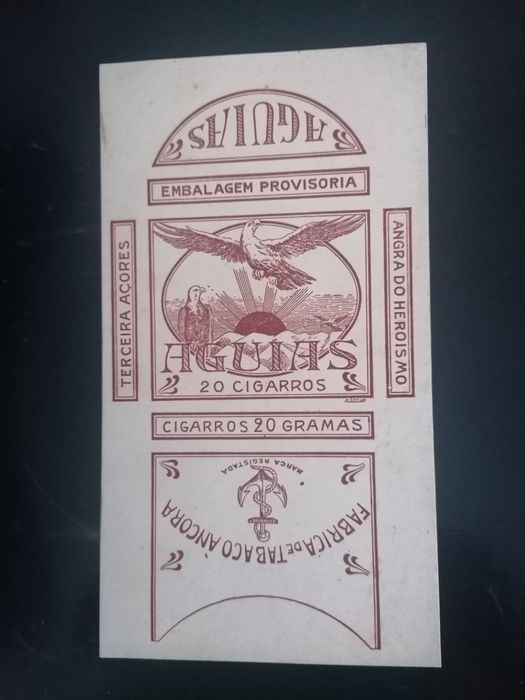 AGUIAS
EMBALAGEM PROVISORIA
TERCEIRA AÇORES
ANGRA DO HEROISMO
AGUIAS
20 CIGARROS
CIGARROS 20 GRAMAS
MARCA REGISTADA
FABRICA DE TABACO ÂNCORA